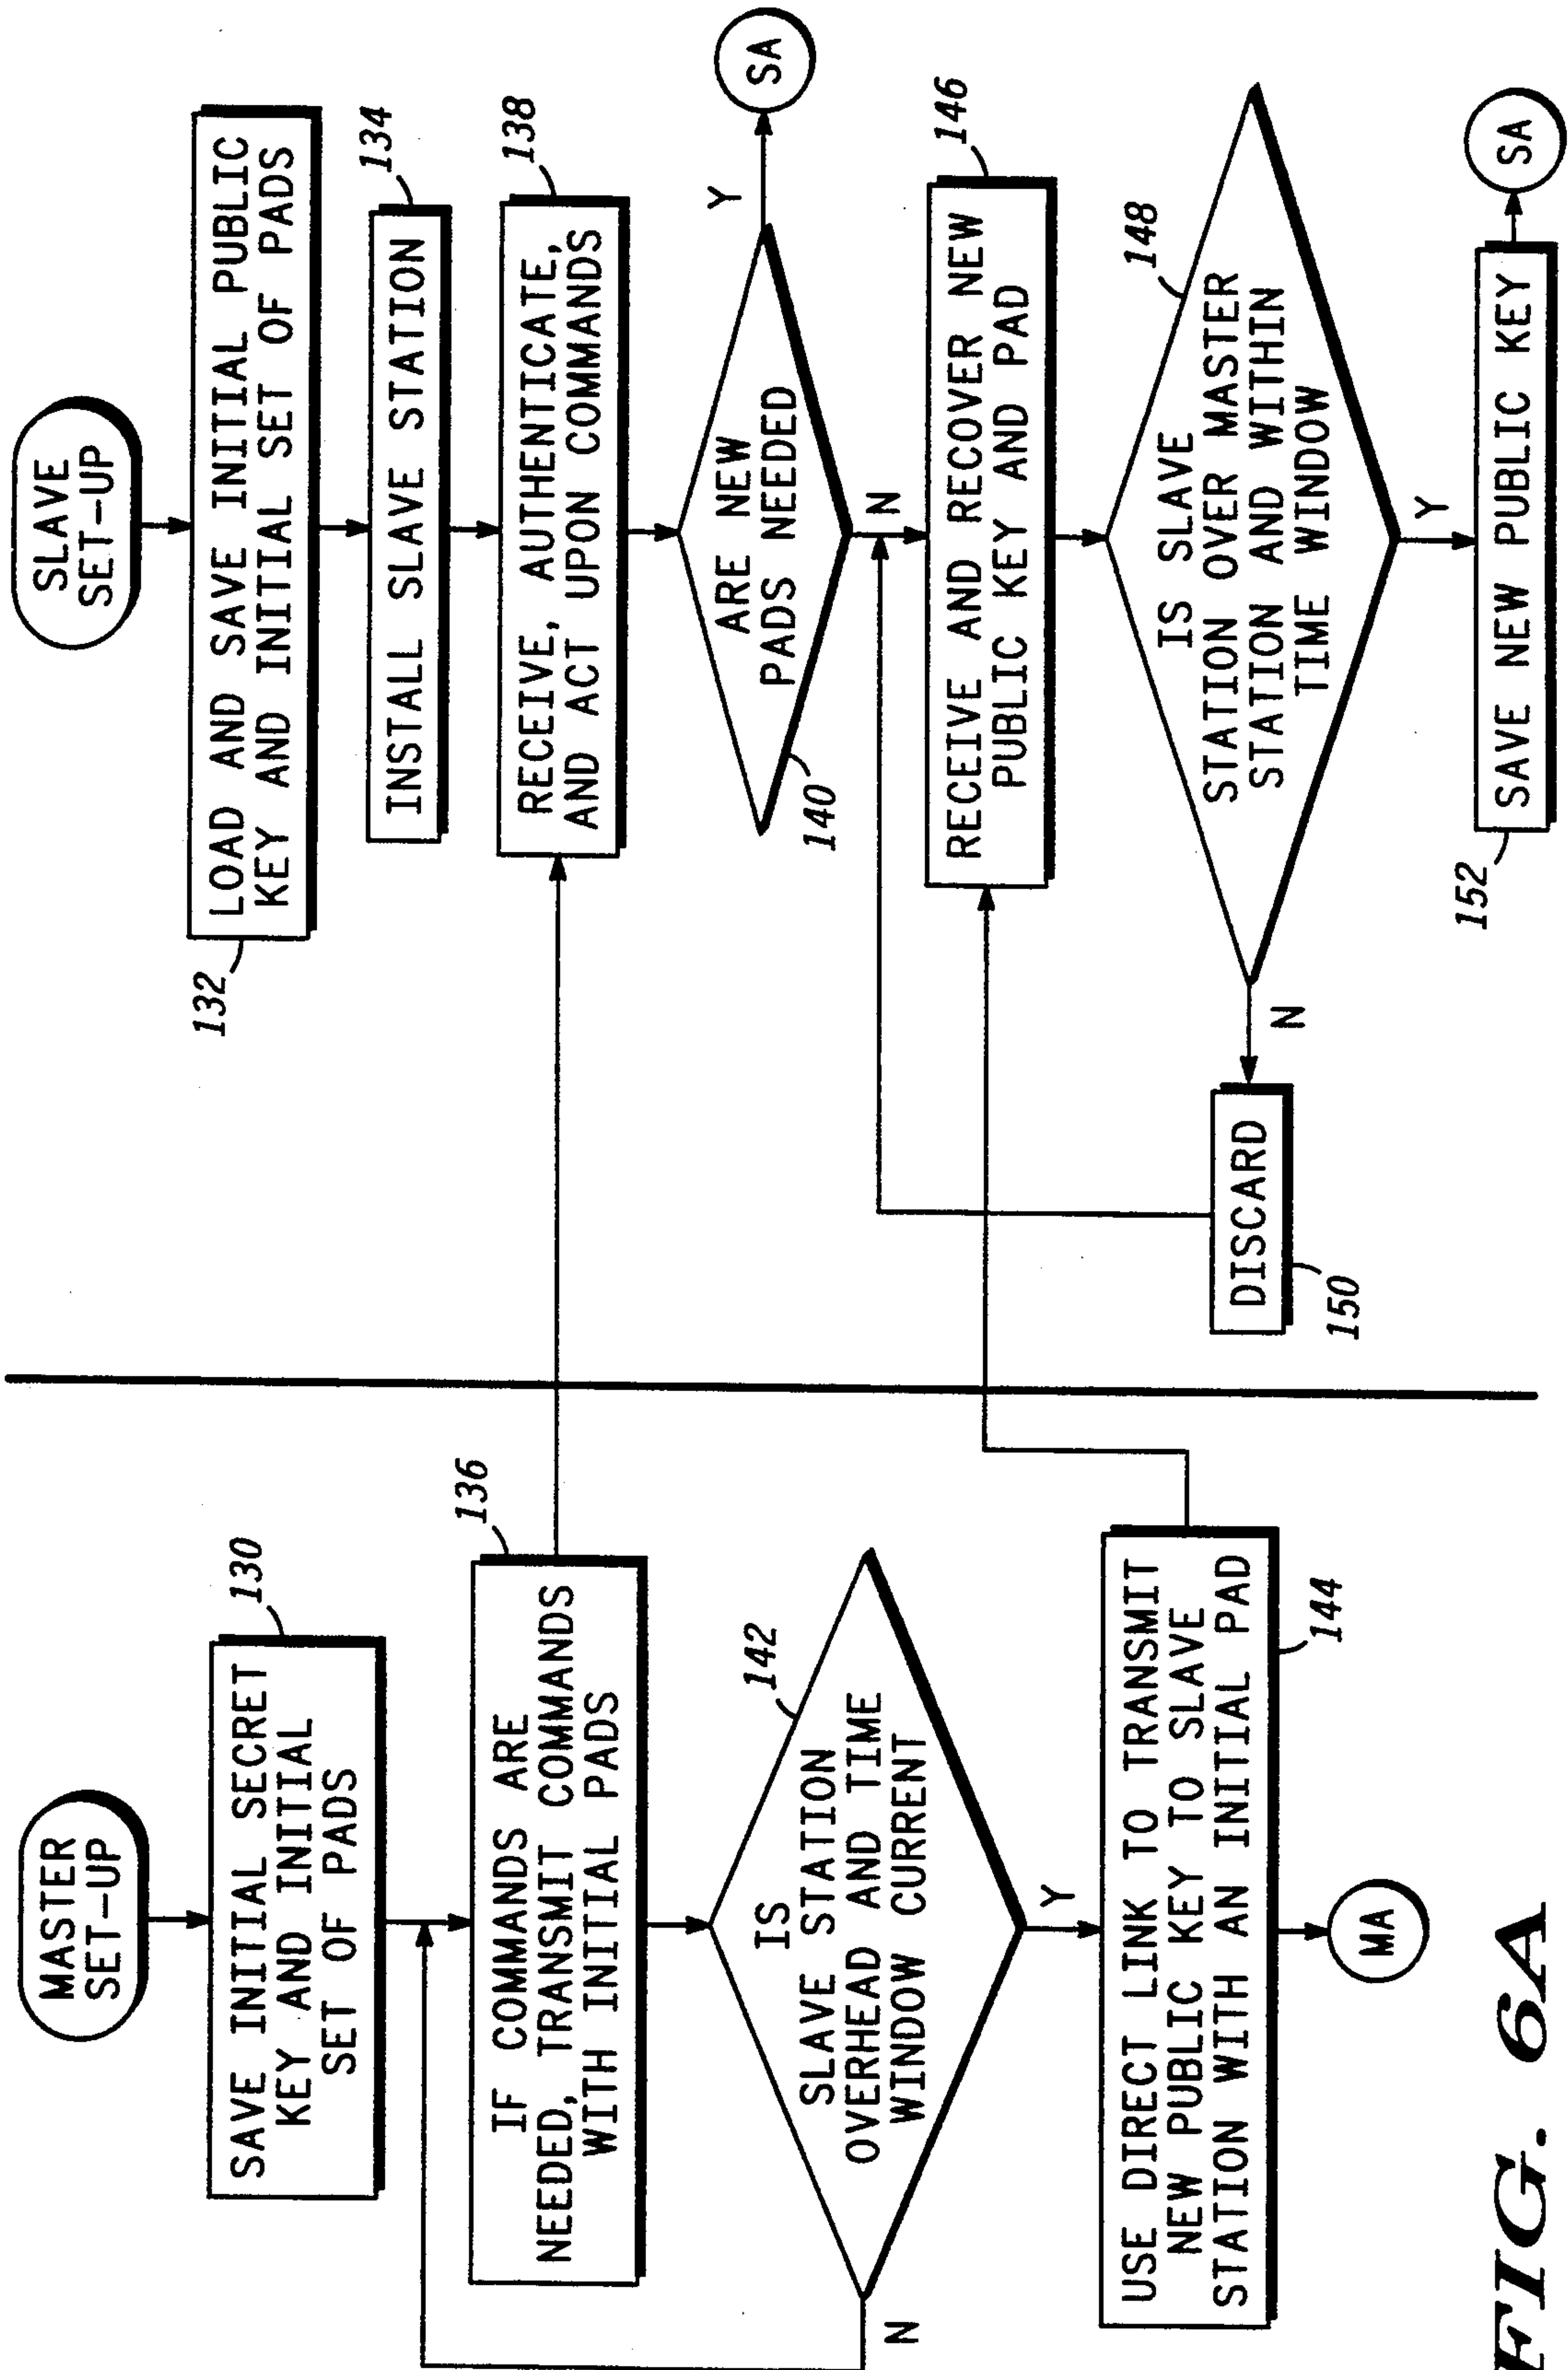 MASTER
SET-UP
130
SAVE INITIAL SECRET
KEY AND INITIAL
SET OF PADS
136
IF COMMANDS ARE
NEEDED, TRANSMIT COMMANDS
WITH INITIAL PADS
142
IS
SLAVE STATION
OVERHEAD AND TIME
WINDOW CURRENT
N
Y
USE DIRECT LINK TO TRANSMIT
NEW PUBLIC KEY TO SLAVE
STATION WITH AN INITIAL PAD
144
MA
SLAVE
SET-UP
132
LOAD AND SAVE INITIAL PUBLIC
KEY AND INITIAL SET OF PADS
134
INSTALL SLAVE STATION
138
RECEIVE, AUTHENTICATE,
AND ACT UPON COMMANDS
ARE NEW
PADS NEEDED
140
Y
SA
N
146
RECEIVE AND RECOVER NEW
PUBLIC KEY AND PAD
148
IS SLAVE
STATION OVER MASTER
STATION AND WITHIN
TIME WINDOW
N
DISCARD
150
Y
152
SAVE NEW PUBLIC KEY
SA
FIG. 6A